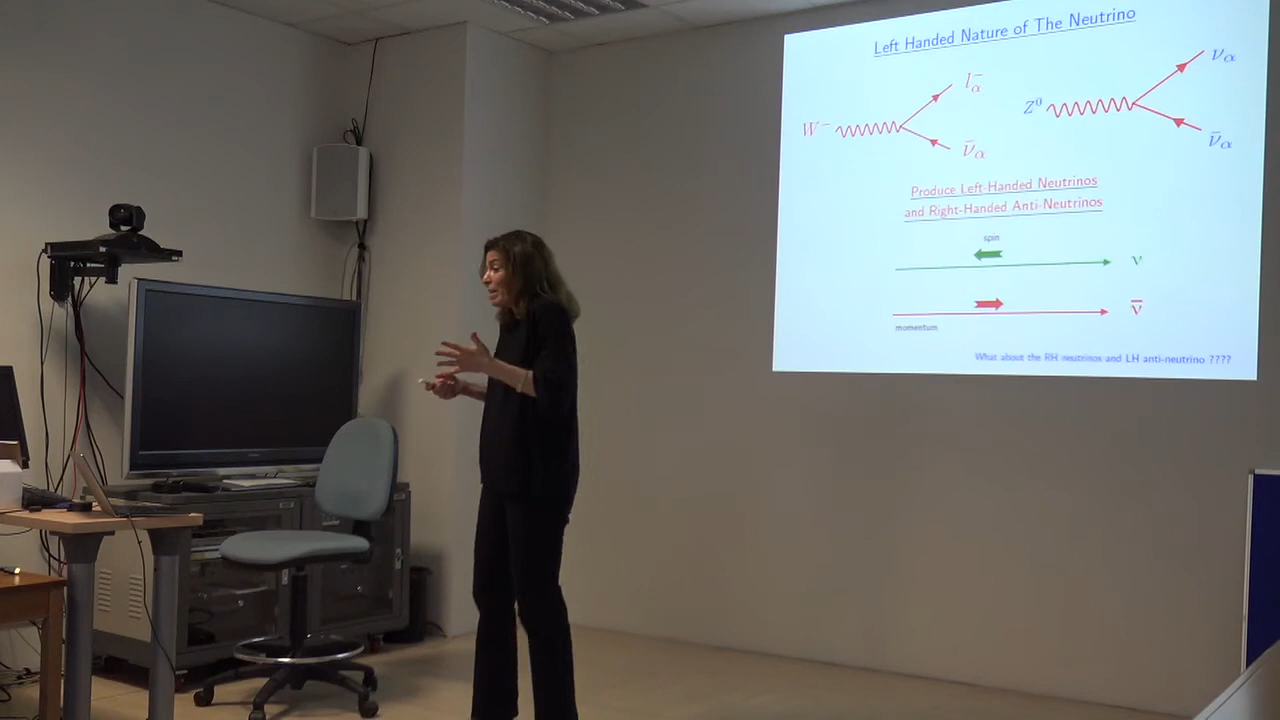 Left Handed Nature of The Neutrino
W⁻ l⁻α ν̄α
Z⁰ να ν̄α
Produce Left-Handed Neutrinos
and Right-Handed Anti-Neutrinos
spin
ν
ν̄
momentum
What about the RH neutrinos and LH anti-neutrino ????